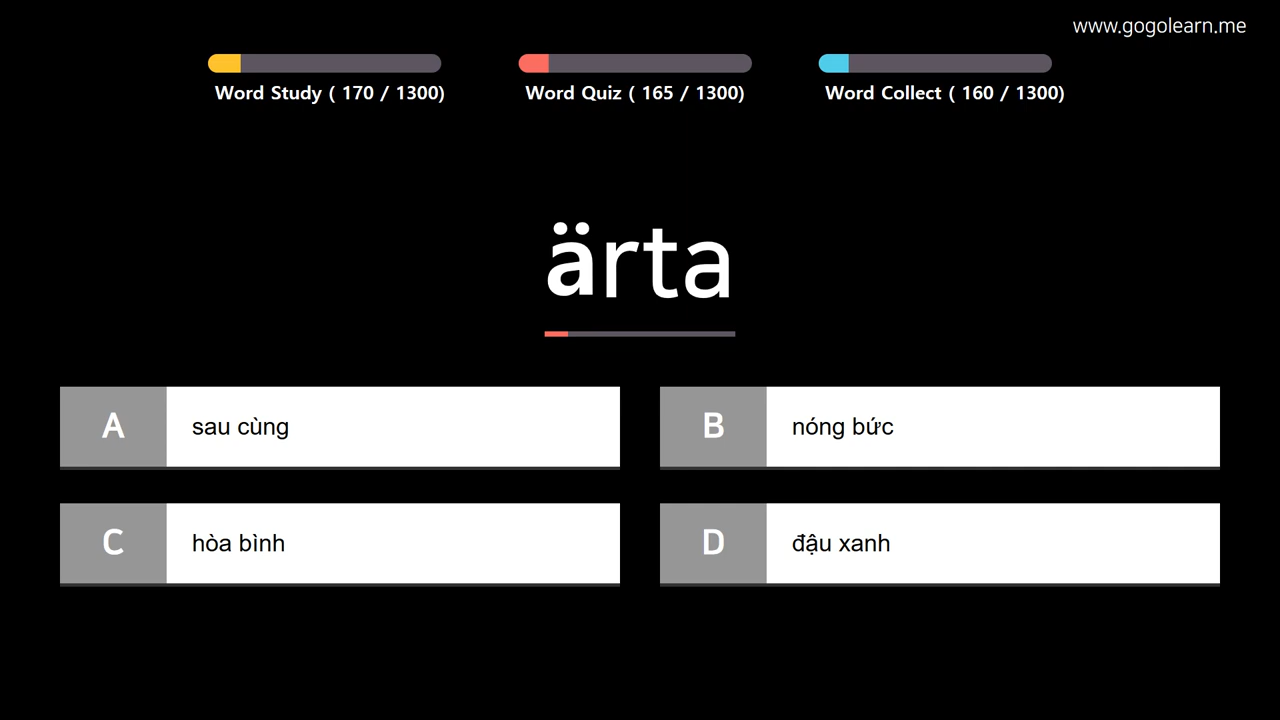 www.gogolearn.me
Word Study ( 170 / 1300)
Word Quiz ( 165 / 1300)
Word Collect ( 160 / 1300)
ärta
A sau cùng
B nóng bức
C hòa bình
D đậu xanh